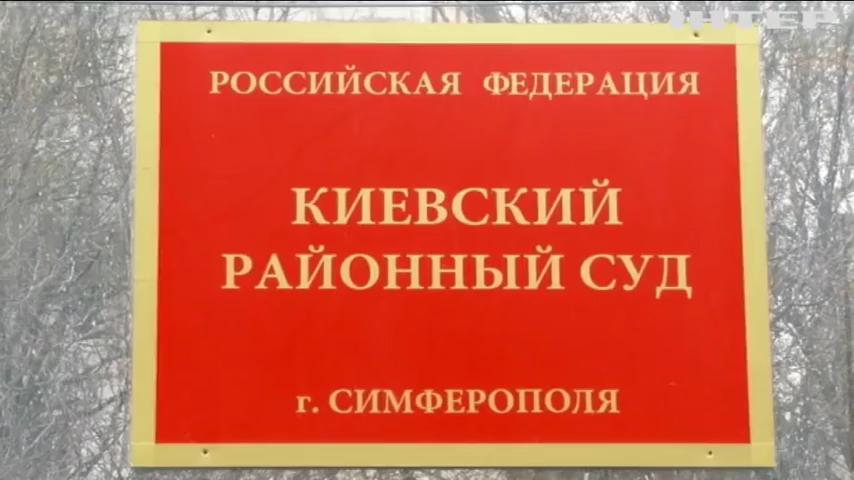 ІНТЕР
РОССИЙСКАЯ ФЕДЕРАЦИЯ
КИЕВСКИЙ
РАЙОННЫЙ СУД
г. СИМФЕРОПОЛЯ